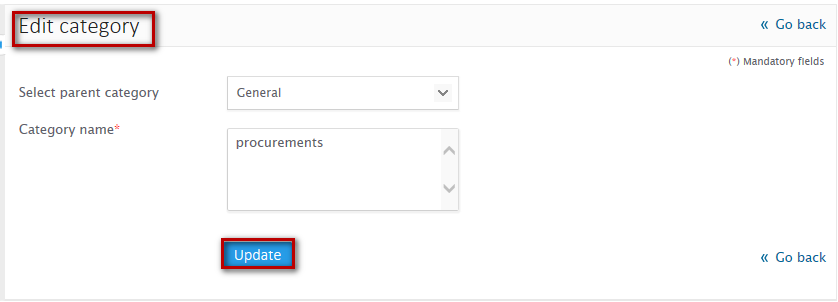 Edit category
« Go back
(*) Mandatory fields
Select parent category General
Category name*
procurements
Update
« Go back